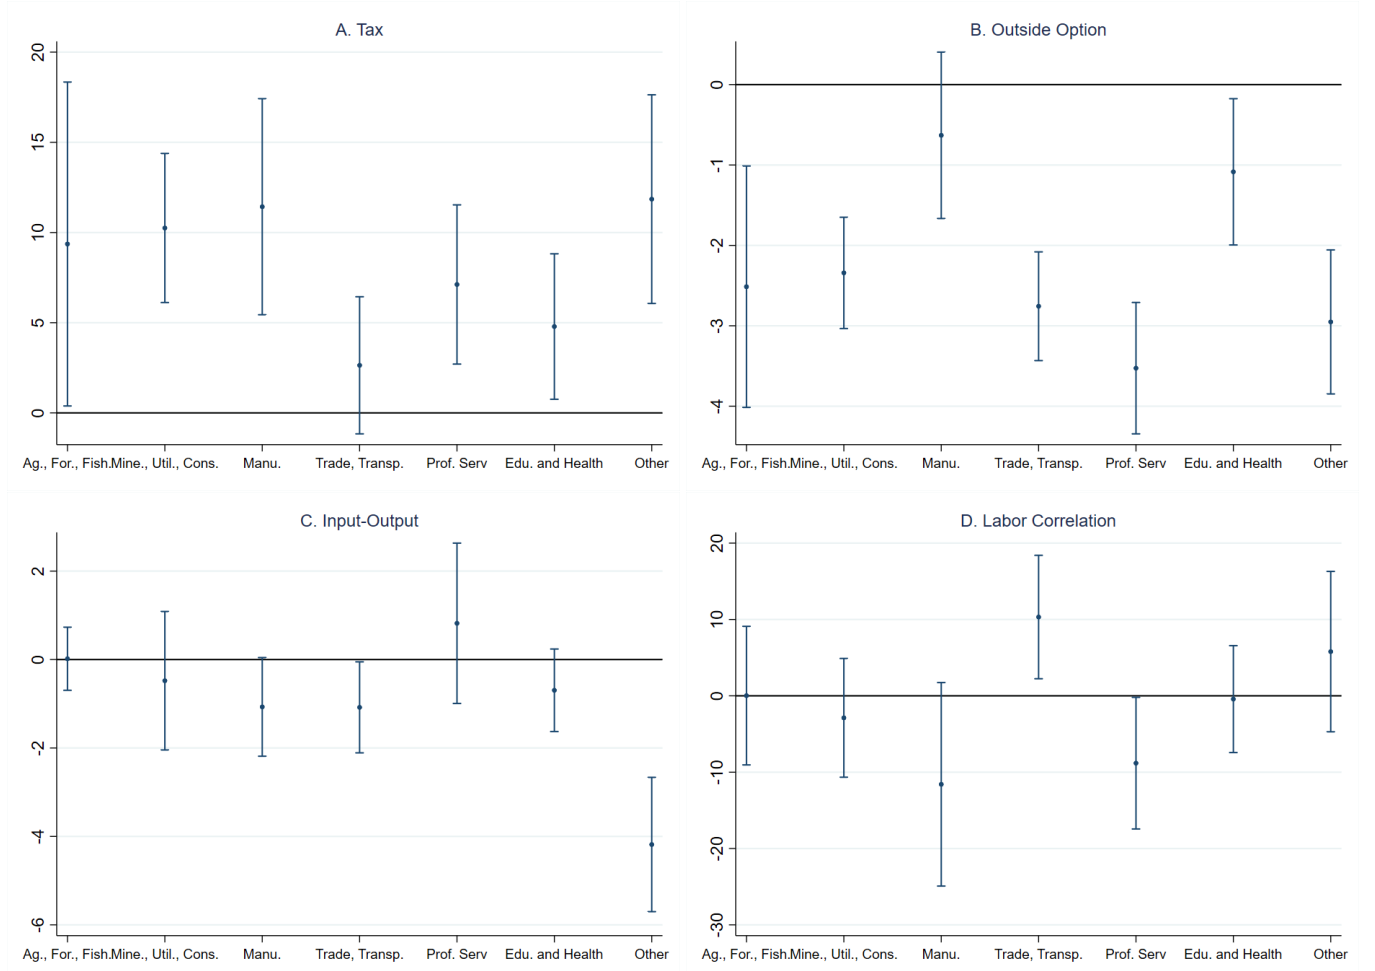 A. Tax
20
15
10
5
0
Ag., For., Fish. Mine., Util., Cons. Manu. Trade, Transp. Prof. Serv Edu. and Health Other
B. Outside Option
0
-1
-2
-3
-4
Ag., For., Fish. Mine., Util., Cons. Manu. Trade, Transp. Prof. Serv Edu. and Health Other
C. Input-Output
2
0
-2
-4
-6
Ag., For., Fish. Mine., Util., Cons. Manu. Trade, Transp. Prof. Serv Edu. and Health Other
D. Labor Correlation
20
10
0
-10
-20
-30
Ag., For., Fish. Mine., Util., Cons. Manu. Trade, Transp. Prof. Serv Edu. and Health Other